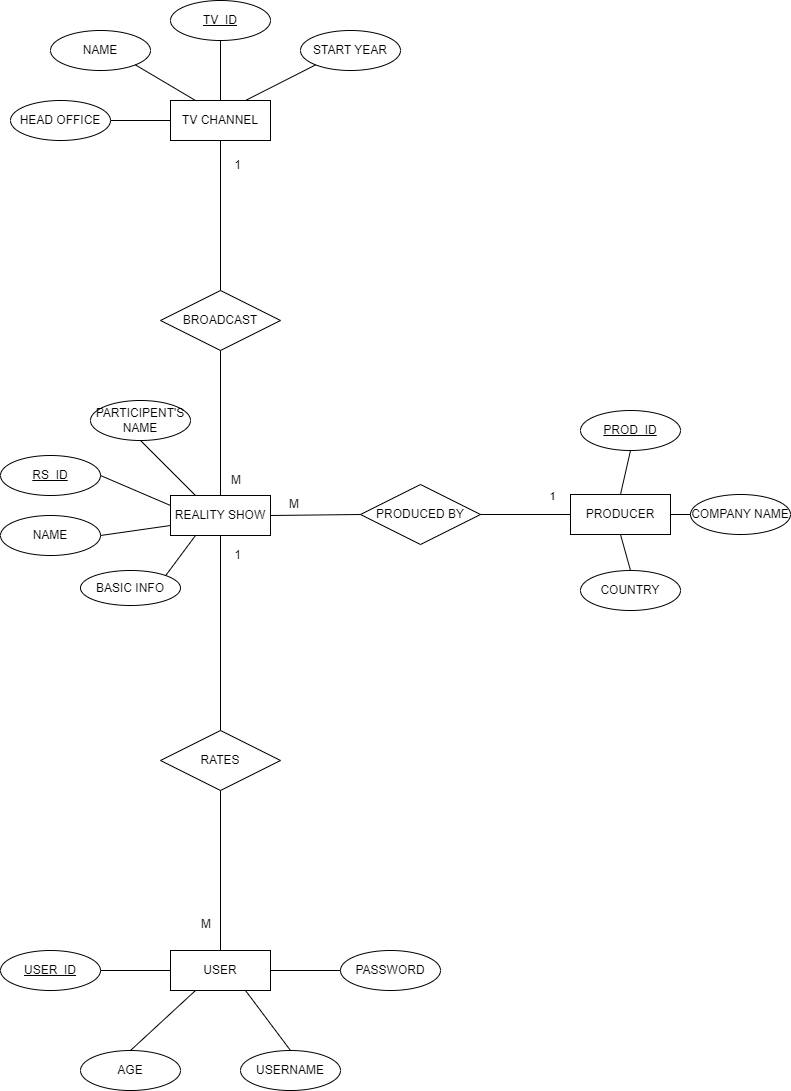 TV_ID
NAME
START YEAR
HEAD OFFICE
TV CHANNEL
1
BROADCAST
PARTICIPENT'S
NAME
PROD_ID
RS_ID
M
M
1
REALITY SHOW
PRODUCED BY
PRODUCER
COMPANY NAME
NAME
1
BASIC INFO
COUNTRY
RATES
M
USER_ID
USER
PASSWORD
AGE
USERNAME